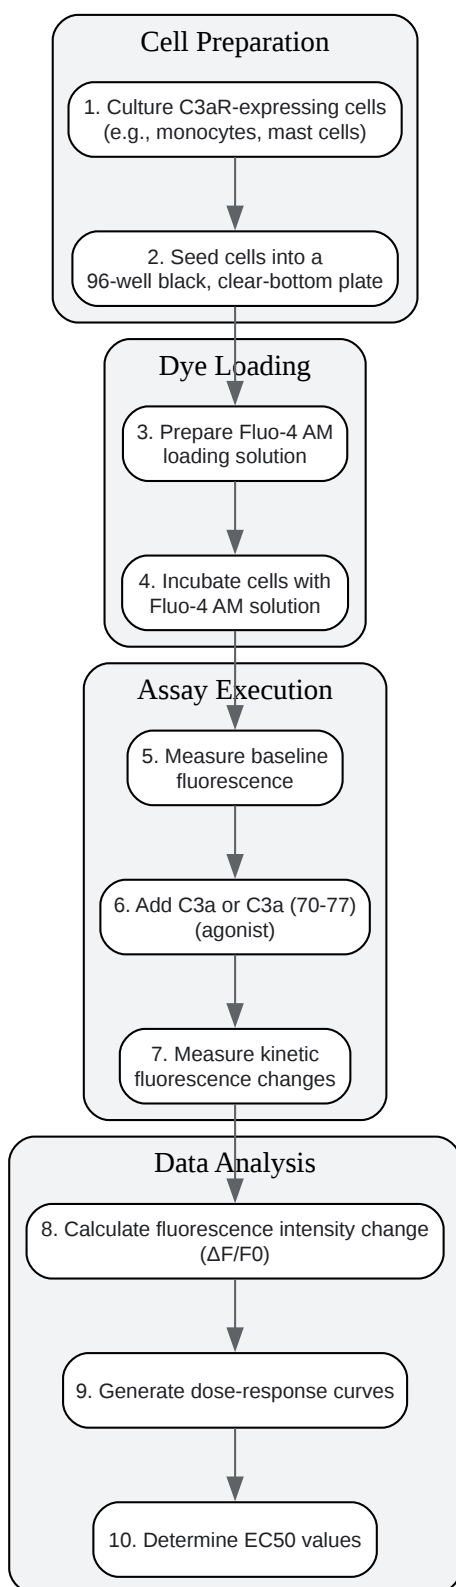 Cell Preparation
1. Culture C3aR-expressing cells
(e.g., monocytes, mast cells)
2. Seed cells into a
96-well black, clear-bottom plate
Dye Loading
3. Prepare Fluo-4 AM
loading solution
4. Incubate cells with
Fluo-4 AM solution
Assay Execution
5. Measure baseline
fluorescence
6. Add C3a or C3a (70-77)
(agonist)
7. Measure kinetic
fluorescence changes
Data Analysis
8. Calculate fluorescence intensity change
(ΔF/F0)
9. Generate dose-response curves
10. Determine EC50 values